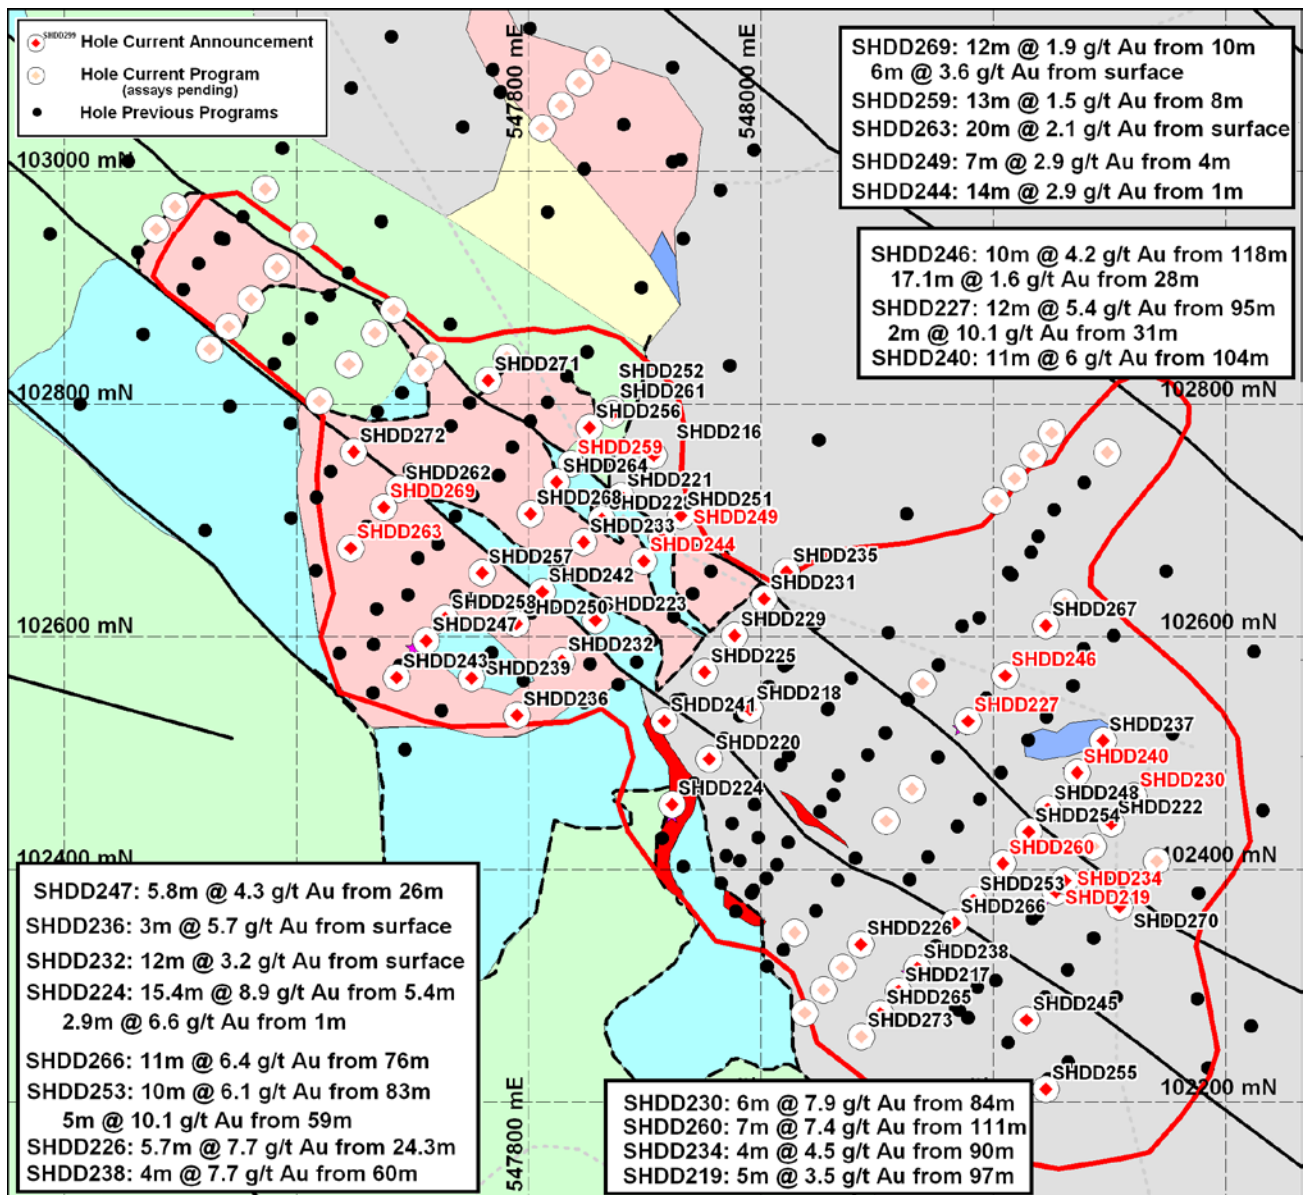 SHDD299 Hole Current Announcement
Hole Current Program
(assays pending)
Hole Previous Programs
547800 mE
548000 mE
SHDD269: 12m @ 1.9 g/t Au from 10m
6m @ 3.6 g/t Au from surface
SHDD259: 13m @ 1.5 g/t Au from 8m
SHDD263: 20m @ 2.1 g/t Au from surface
SHDD249: 7m @ 2.9 g/t Au from 4m
SHDD244: 14m @ 2.9 g/t Au from 1m
103000 mN
SHDD246: 10m @ 4.2 g/t Au from 118m
17.1m @ 1.6 g/t Au from 28m
SHDD227: 12m @ 5.4 g/t Au from 95m
2m @ 10.1 g/t Au from 31m
SHDD240: 11m @ 6 g/t Au from 104m
102800 mN
102800 mN
SHDD271
SHDD252
SHDD261
SHDD256
SHDD216
SHDD272
SHDD259
SHDD264
SHDD262
SHDD221
SHDD269
SHDD268
SHDD228
SHDD251
SHDD249
SHDD263
SHDD233
SHDD244
SHDD257
SHDD235
SHDD242
SHDD231
SHDD258
SHDD250
SHDD223
SHDD229
SHDD267
102600 mN
102600 mN
SHDD247
SHDD232
SHDD225
SHDD246
SHDD243
SHDD239
SHDD236
SHDD241
SHDD218
SHDD227
SHDD237
SHDD220
SHDD240
SHDD230
SHDD224
SHDD248
SHDD222
SHDD254
SHDD260
102400 mN
102400 mN
SHDD253
SHDD234
SHDD266
SHDD219
SHDD270
SHDD226
SHDD238
SHDD217
SHDD265
SHDD245
SHDD273
SHDD255
102200 mN
SHDD247: 5.8m @ 4.3 g/t Au from 26m
SHDD236: 3m @ 5.7 g/t Au from surface
SHDD232: 12m @ 3.2 g/t Au from surface
SHDD224: 15.4m @ 8.9 g/t Au from 5.4m
2.9m @ 6.6 g/t Au from 1m
SHDD266: 11m @ 6.4 g/t Au from 76m
SHDD253: 10m @ 6.1 g/t Au from 83m
5m @ 10.1 g/t Au from 59m
SHDD226: 5.7m @ 7.7 g/t Au from 24.3m
SHDD238: 4m @ 7.7 g/t Au from 60m
547800 mE
SHDD230: 6m @ 7.9 g/t Au from 84m
SHDD260: 7m @ 7.4 g/t Au from 111m
SHDD234: 4m @ 4.5 g/t Au from 90m
SHDD219: 5m @ 3.5 g/t Au from 97m